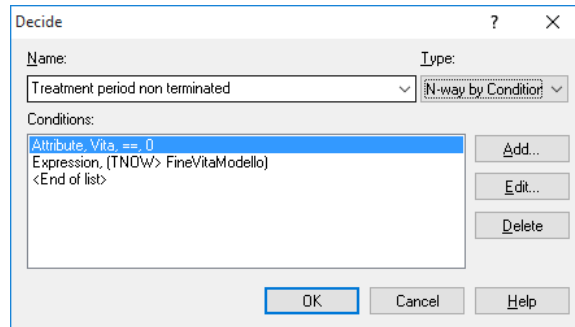 Decide ? ×
Name: Type:
Treatment period non terminated N-way by Condition
Conditions:
Attribute, Vita, ==, 0
Expression, (TNOW> FineVitaModello)
<End of list>
Add...
Edit...
Delete
OK Cancel Help